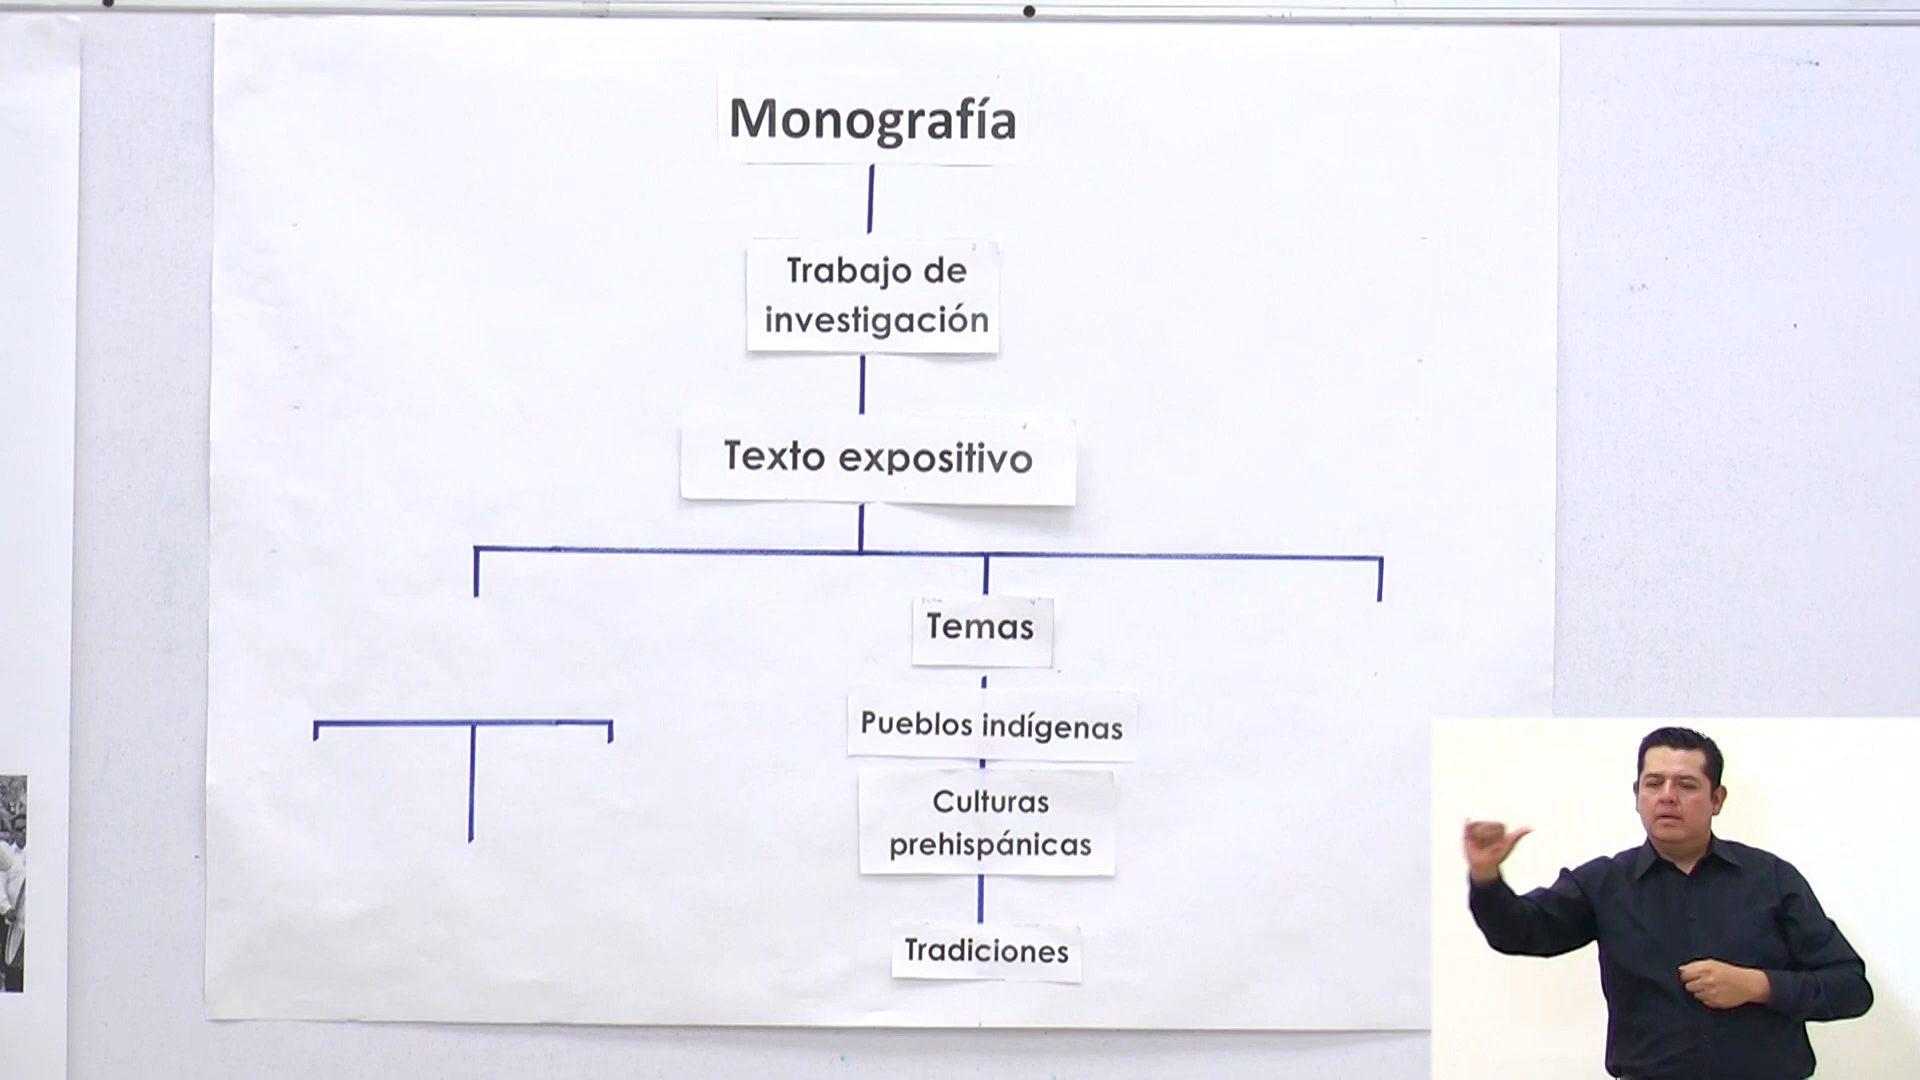 Monografía
Trabajo de
investigación
Texto expositivo
Temas
Pueblos indígenas
Culturas
prehispánicas
Tradiciones